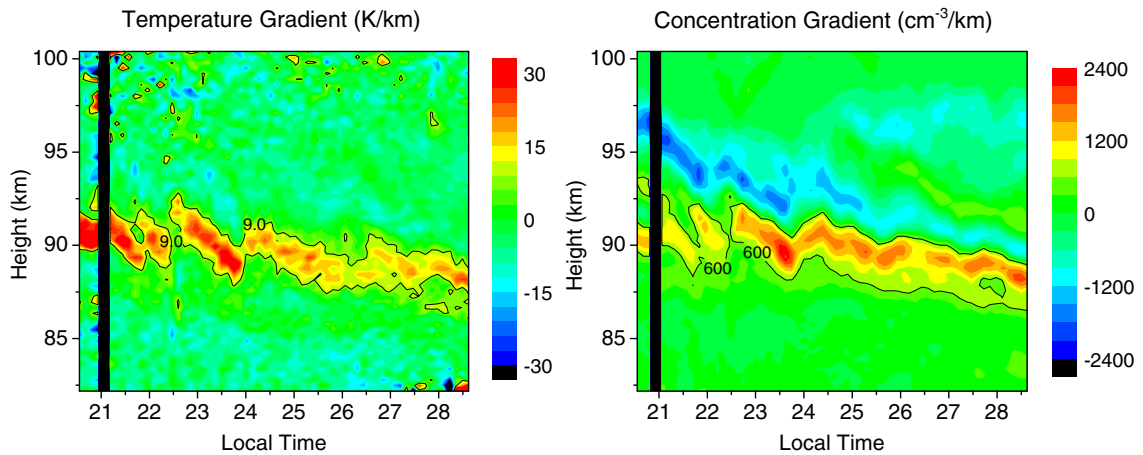 Temperature Gradient (K/km)
Concentration Gradient (cm⁻³/km)
Height (km)
100
95
90
85
9.0
9.0
21 22 23 24 25 26 27 28
Local Time
30
15
0
-15
-30
Height (km)
100
95
90
85
600
600
21 22 23 24 25 26 27 28
Local Time
2400
1200
0
-1200
-2400